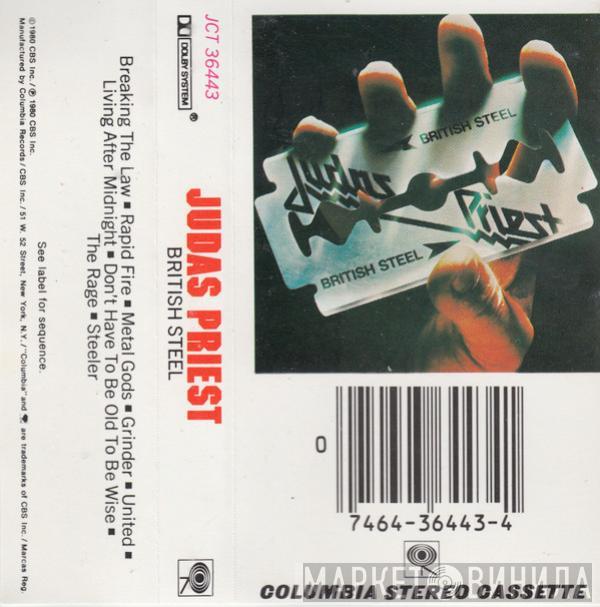 ℗ 1980 CBS Inc./℗ 1980 CBS Inc.
Manufactured by Columbia Records/CBS Inc./51 W. 52 Street, New York, N.Y./"Columbia" and are trademarks of CBS Inc./Marcas Reg.
See label for sequence.
Breaking The Law ■ Rapid Fire ■ Metal Gods ■ Grinder ■ United ■
Living After Midnight ■ Don't Have To Be Old To Be Wise ■
The Rage ■ Steeler
JCT 36443
DOLBY SYSTEM ®
JUDAS PRIEST
BRITISH STEEL
BRITISH STEEL
Judas
Priest
BRITISH STEEL
0
7464-36443-4
МАРКЕТ ВИНИЛА
COLUMBIA STEREO CASSETTE